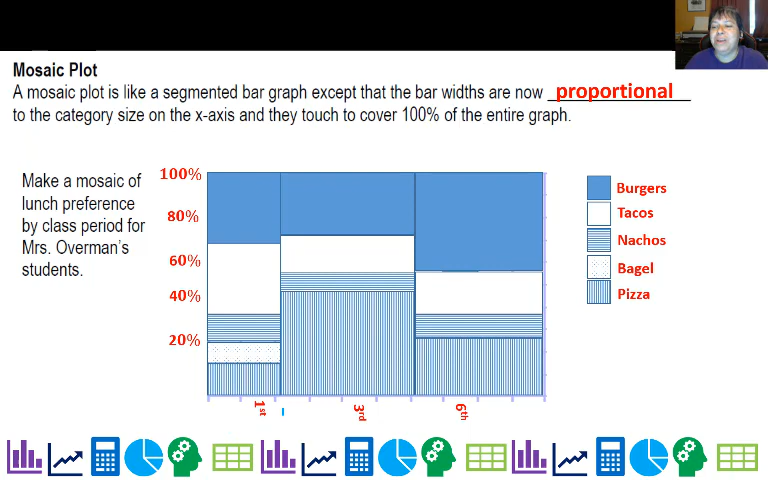 Mosaic Plot
A mosaic plot is like a segmented bar graph except that the bar widths are now proportional
to the category size on the x-axis and they touch to cover 100% of the entire graph.
Make a mosaic of
lunch preference
by class period for
Mrs. Overman's
students.
100%
80%
60%
40%
20%
1st
3rd
6th
Burgers
Tacos
Nachos
Bagel
Pizza